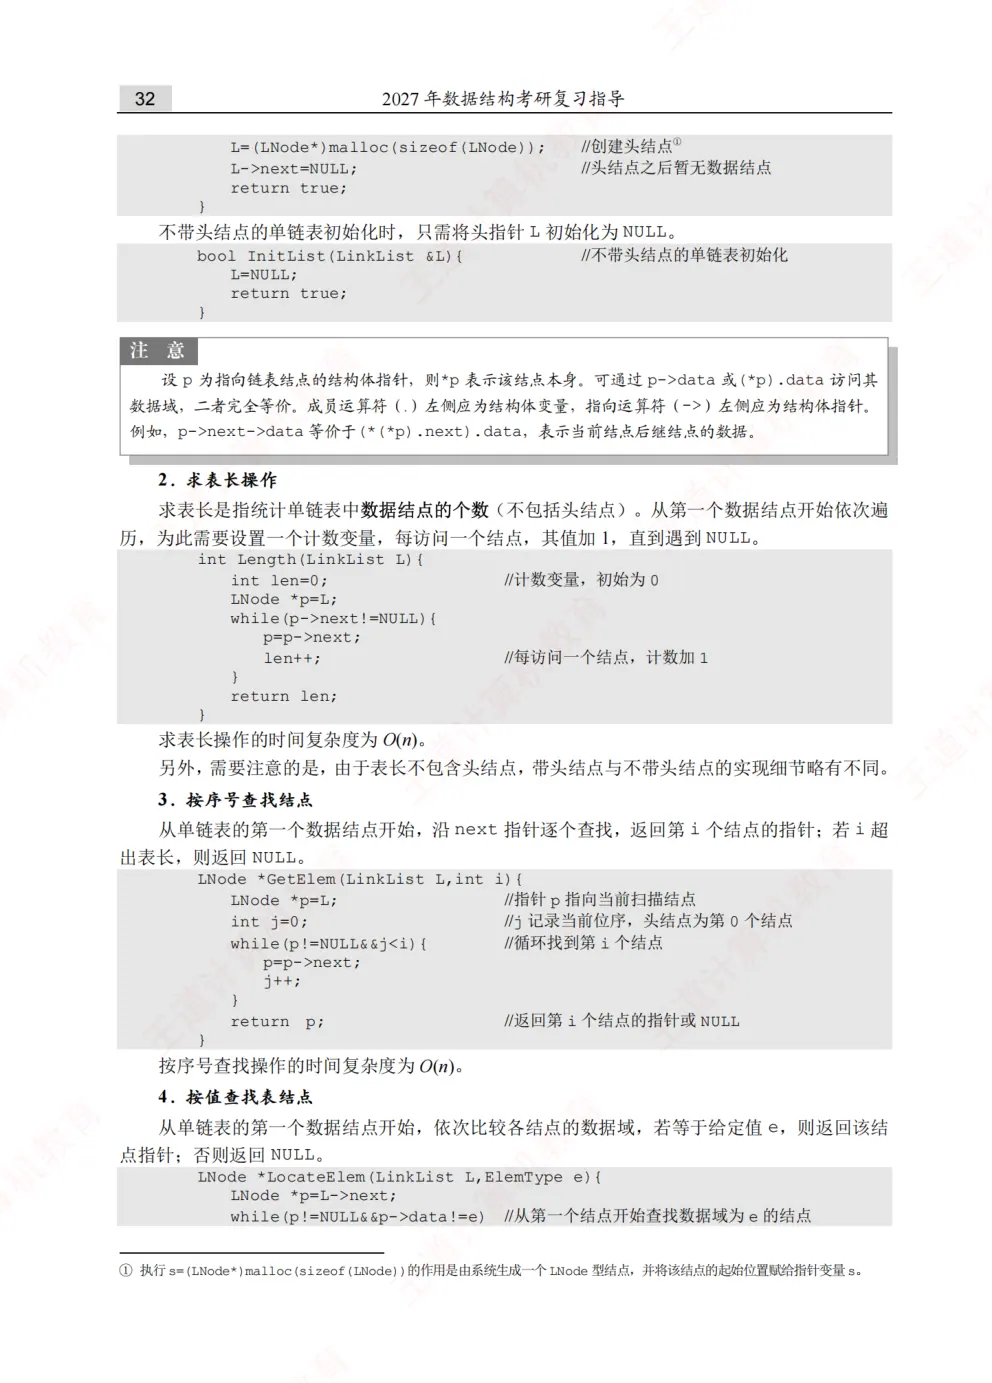 32
2027 年数据结构考研复习指导
L=(LNode*)malloc(sizeof(LNode)); //创建头结点①
L->next=NULL; //头结点之后暂无数据结点
return true;
}
不带头结点的单链表初始化时，只需将头指针 L 初始化为 NULL。
bool InitList(LinkList &L){ //不带头结点的单链表初始化
L=NULL;
return true;
}
注 意
设 p 为指向链表结点的结构体指针，则*p 表示该结点本身。可通过 p->data 或(*p).data 访问其
数据域，二者完全等价。成员运算符（.）左侧应为结构体变量，指向运算符（->）左侧应为结构体指针。
例如，p->next->data 等价于(*(*p).next).data，表示当前结点后继结点的数据。
2．求表长操作
求表长是指统计单链表中数据结点的个数（不包括头结点）。从第一个数据结点开始依次遍
历，为此需要设置一个计数变量，每访问一个结点，其值加 1，直到遇到 NULL。
int Length(LinkList L){
int len=0; //计数变量，初始为 0
LNode *p=L;
while(p->next!=NULL){
p=p->next;
len++; //每访问一个结点，计数加 1
}
return len;
}
求表长操作的时间复杂度为 O(n)。
另外，需要注意的是，由于表长不包含头结点，带头结点与不带头结点的实现细节略有不同。
3．按序号查找结点
从单链表的第一个数据结点开始，沿 next 指针逐个查找，返回第 i 个结点的指针；若 i 超
出表长，则返回 NULL。
LNode *GetElem(LinkList L,int i){
LNode *p=L; //指针 p 指向当前扫描结点
int j=0; //j 记录当前位序，头结点为第 0 个结点
while(p!=NULL&&j<i){ //循环找到第 i 个结点
p=p->next;
j++;
}
return p; //返回第 i 个结点的指针或 NULL
}
按序号查找操作的时间复杂度为 O(n)。
4．按值查找表结点
从单链表的第一个数据结点开始，依次比较各结点的数据域，若等于给定值 e，则返回该结
点指针；否则返回 NULL。
LNode *LocateElem(LinkList L,ElemType e){
LNode *p=L->next;
while(p!=NULL&&p->data!=e) //从第一个结点开始查找数据域为 e 的结点
① 执行 s=(LNode*)malloc(sizeof(LNode))的作用是由系统生成一个 LNode 型结点，并将该结点的起始位置赋给指针变量 s。